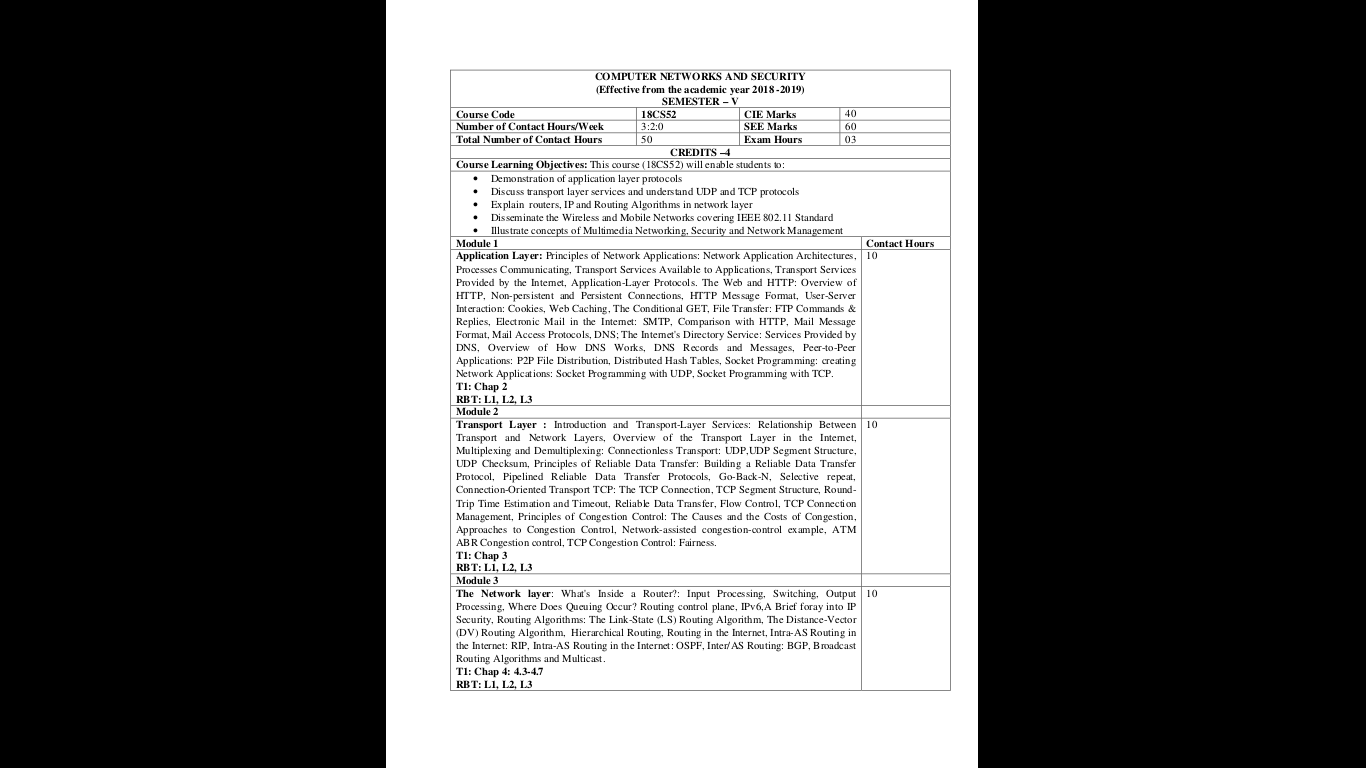 COMPUTER NETWORKS AND SECURITY
(Effective from the academic year 2018 -2019)
SEMESTER – V
Course Code 18CS52 CIE Marks 40
Number of Contact Hours/Week 3:2:0 SEE Marks 60
Total Number of Contact Hours 50 Exam Hours 03
CREDITS –4
Course Learning Objectives: This course (18CS52) will enable students to:
• Demonstration of application layer protocols
• Discuss transport layer services and understand UDP and TCP protocols
• Explain routers, IP and Routing Algorithms in network layer
• Disseminate the Wireless and Mobile Networks covering IEEE 802.11 Standard
• Illustrate concepts of Multimedia Networking, Security and Network Management
Module 1 Contact Hours
Application Layer: Principles of Network Applications: Network Application Architectures, 10
Processes Communicating, Transport Services Available to Applications, Transport Services
Provided by the Internet, Application-Layer Protocols. The Web and HTTP: Overview of
HTTP, Non-persistent and Persistent Connections, HTTP Message Format, User-Server
Interaction: Cookies, Web Caching, The Conditional GET, File Transfer: FTP Commands &
Replies, Electronic Mail in the Internet: SMTP, Comparison with HTTP, Mail Message
Format, Mail Access Protocols, DNS; The Internet's Directory Service: Services Provided by
DNS, Overview of How DNS Works, DNS Records and Messages, Peer-to-Peer
Applications: P2P File Distribution, Distributed Hash Tables, Socket Programming: creating
Network Applications: Socket Programming with UDP, Socket Programming with TCP.
T1: Chap 2
RBT: L1, L2, L3
Module 2
Transport Layer : Introduction and Transport-Layer Services: Relationship Between 10
Transport and Network Layers, Overview of the Transport Layer in the Internet,
Multiplexing and Demultiplexing: Connectionless Transport: UDP,UDP Segment Structure,
UDP Checksum, Principles of Reliable Data Transfer: Building a Reliable Data Transfer
Protocol, Pipelined Reliable Data Transfer Protocols, Go-Back-N, Selective repeat,
Connection-Oriented Transport TCP: The TCP Connection, TCP Segment Structure, Round-
Trip Time Estimation and Timeout, Reliable Data Transfer, Flow Control, TCP Connection
Management, Principles of Congestion Control: The Causes and the Costs of Congestion,
Approaches to Congestion Control, Network-assisted congestion-control example, ATM
ABR Congestion control, TCP Congestion Control: Fairness.
T1: Chap 3
RBT: L1, L2, L3
Module 3
The Network layer: What's Inside a Router?: Input Processing, Switching, Output 10
Processing, Where Does Queuing Occur? Routing control plane, IPv6,A Brief foray into IP
Security, Routing Algorithms: The Link-State (LS) Routing Algorithm, The Distance-Vector
(DV) Routing Algorithm, Hierarchical Routing, Routing in the Internet, Intra-AS Routing in
the Internet: RIP, Intra-AS Routing in the Internet: OSPF, Inter/AS Routing: BGP, Broadcast
Routing Algorithms and Multicast.
T1: Chap 4: 4.3-4.7
RBT: L1, L2, L3